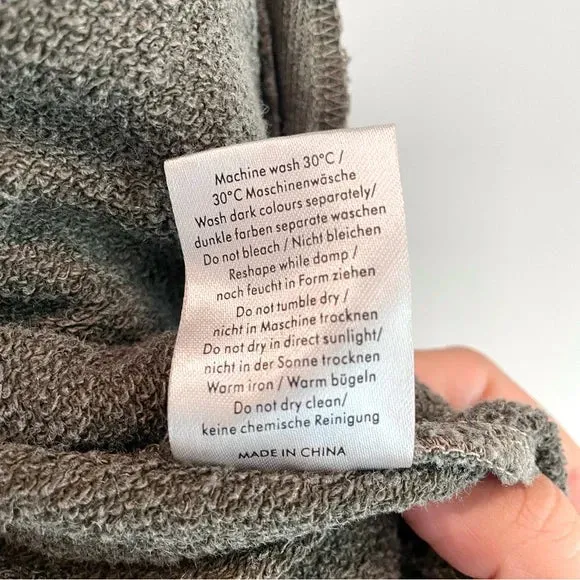 Machine wash 30°C /
30°C Maschinenwäsche
Wash dark colours separately/
dunkle farben separate waschen
Do not bleach / Nicht bleichen
Reshape while damp /
noch feucht in Form ziehen
Do not tumble dry /
nicht in Maschine trocknen
Do not dry in direct sunlight/
nicht in der Sonne trocknen
Warm iron / Warm bügeln
Do not dry clean/
keine chemische Reinigung
MADE IN CHINA